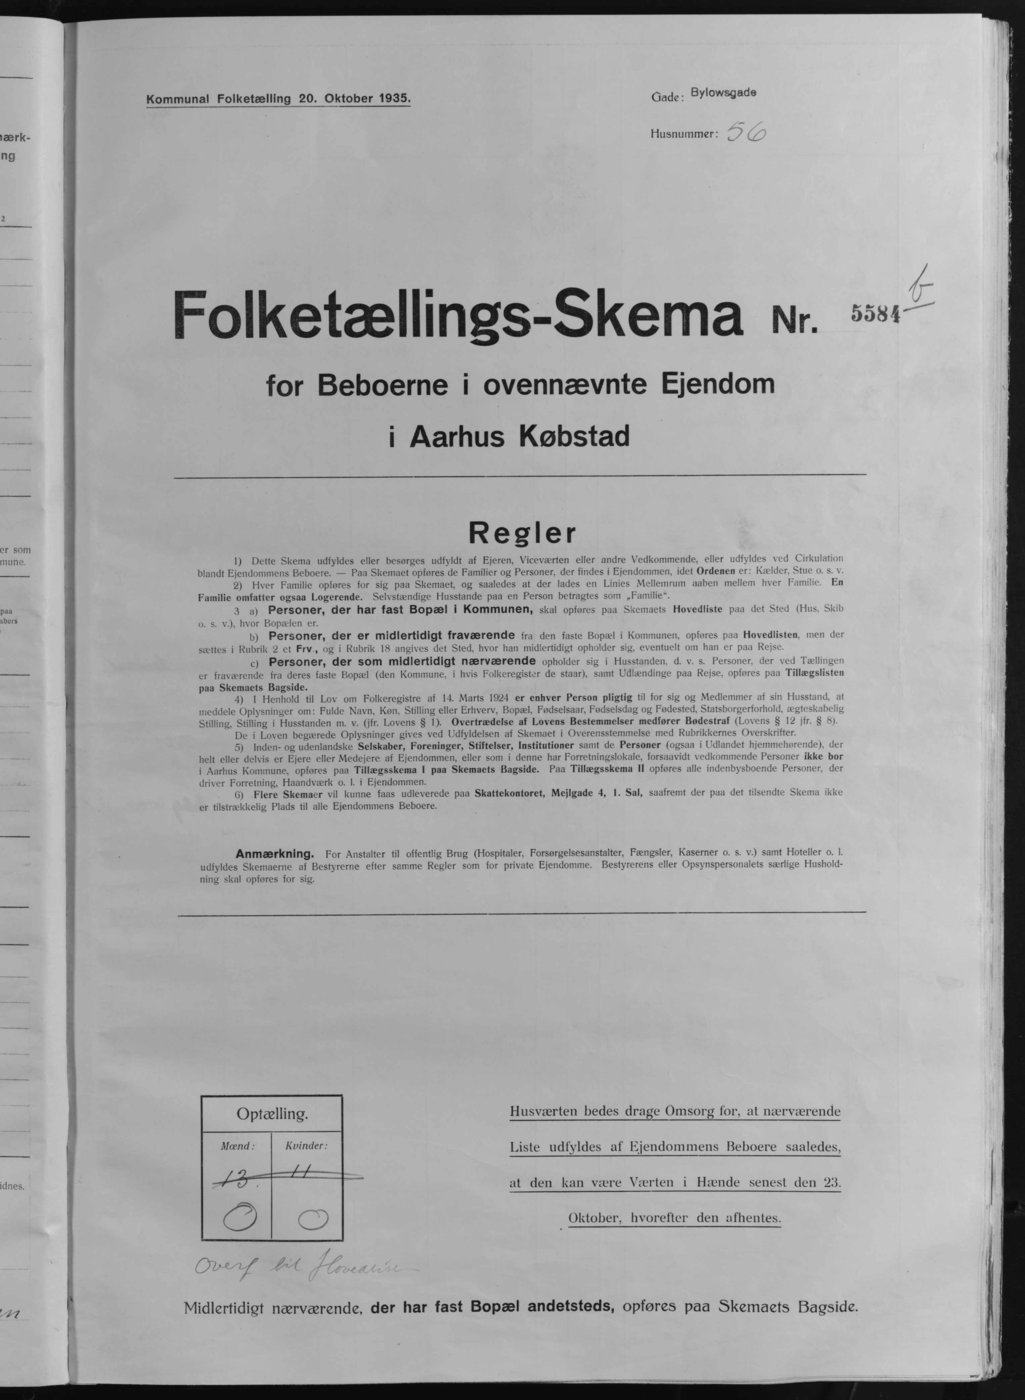 Kommunal Folketælling 20. Oktober 1935.
Gade: Bylowsgade
Husnummer: 56
Folketællings-Skema Nr. 5584 b
for Beboerne i ovennævnte Ejendom
i Aarhus Købstad
Regler
1) Dette Skema udfyldes eller besørges udfyldt af Ejeren, Viceværten eller andre Vedkommende, eller udfyldes ved Cirkulation
blandt Ejendommens Beboere. — Paa Skemaet opføres de Familier og Personer, der findes i Ejendommen, idet Ordenen er: Kælder, Stue o. s. v.
2) Hver Familie opføres for sig paa Skemaet, og saaledes at der lades en Linies Mellemrum aaben mellem hver Familie. En
Familie omfatter ogsaa Logerende. Selvstændige Husstande paa en Person betragtes som „Familie“.
3 a) Personer, der har fast Bopæl i Kommunen, skal opføres paa Skemaets Hovedliste paa det Sted (Hus, Skib
o. s. v.), hvor Bopælen er.
b) Personer, der er midlertidigt fraværende fra den faste Bopæl i Kommunen, opføres paa Hovedlisten, men der
sættes i Rubrik 2 et Frv., og i Rubrik 18 angives det Sted, hvor han midlertidigt opholder sig, eventuelt om han er paa Rejse.
c) Personer, der som midlertidigt nærværende opholder sig i Husstanden, d. v. s. Personer, der ved Tællingen
er fraværende fra deres faste Bopæl (den Kommune, i hvis Folkeregister de staar), samt Udlændinge paa Rejse, opføres paa Tillægslisten
paa Skemaets Bagside.
4) I Henhold til Lov om Folkeregistre af 14. Marts 1924 er enhver Person pligtig til for sig og Medlemmer af sin Husstand, at
meddele Oplysninger om: Fulde Navn, Køn, Stilling eller Erhverv, Bopæl, Fødselsaar, Fødselsdag og Fødested, Statsborgerforhold, ægteskabelig
Stilling, Stilling i Husstanden m. v. (jfr. Lovens § 1). Overtrædelse af Lovens Bestemmelser medfører Bødestraf (Lovens § 12 jfr. § 8).
De i Loven begærede Oplysninger gives ved Udfyldelsen af Skemaet i Overensstemmelse med Rubrikkernes Overskrifter.
5) Inden- og udenlandske Selskaber, Foreninger, Stiftelser, Institutioner samt de Personer (ogsaa i Udlandet hjemmehørende), der
helt eller delvis er Ejere eller Medejere af Ejendommen, eller som i denne har Forretningslokale, forsaavidt vedkommende Personer ikke bor
i Aarhus Kommune, opføres paa Tillægsskema I paa Skemaets Bagside. Paa Tillægsskema II opføres alle indenbysboende Personer, der
driver Forretning, Haandværk o. l. i Ejendommen.
6) Flere Skemaer vil kunne faas udleverede paa Skattekontoret, Mejlgade 4, 1. Sal, saafremt der paa det tilsendte Skema ikke
er tilstrækkelig Plads til alle Ejendommens Beboere.
Anmærkning. For Anstalter til offentlig Brug (Hospitaler, Forsørgelsesanstalter, Fængsler, Kaserner o. s. v.) samt Hoteller o. l.
udfyldes Skemaerne af Bestyrerne efter samme Regler som for private Ejendomme. Bestyrerens eller Opsynspersonalets særlige Hushold-
ning skal opføres for sig.
Optælling.
Mænd: Kvinder:
13. 11
0 0
Overf til Hovedliste
Husværten bedes drage Omsorg for, at nærværende
Liste udfyldes af Ejendommens Beboere saaledes,
at den kan være Værten i Hænde senest den 23.
Oktober, hvorefter den afhentes.
Midlertidigt nærværende, der har fast Bopæl andetsteds, opføres paa Skemaets Bagside.